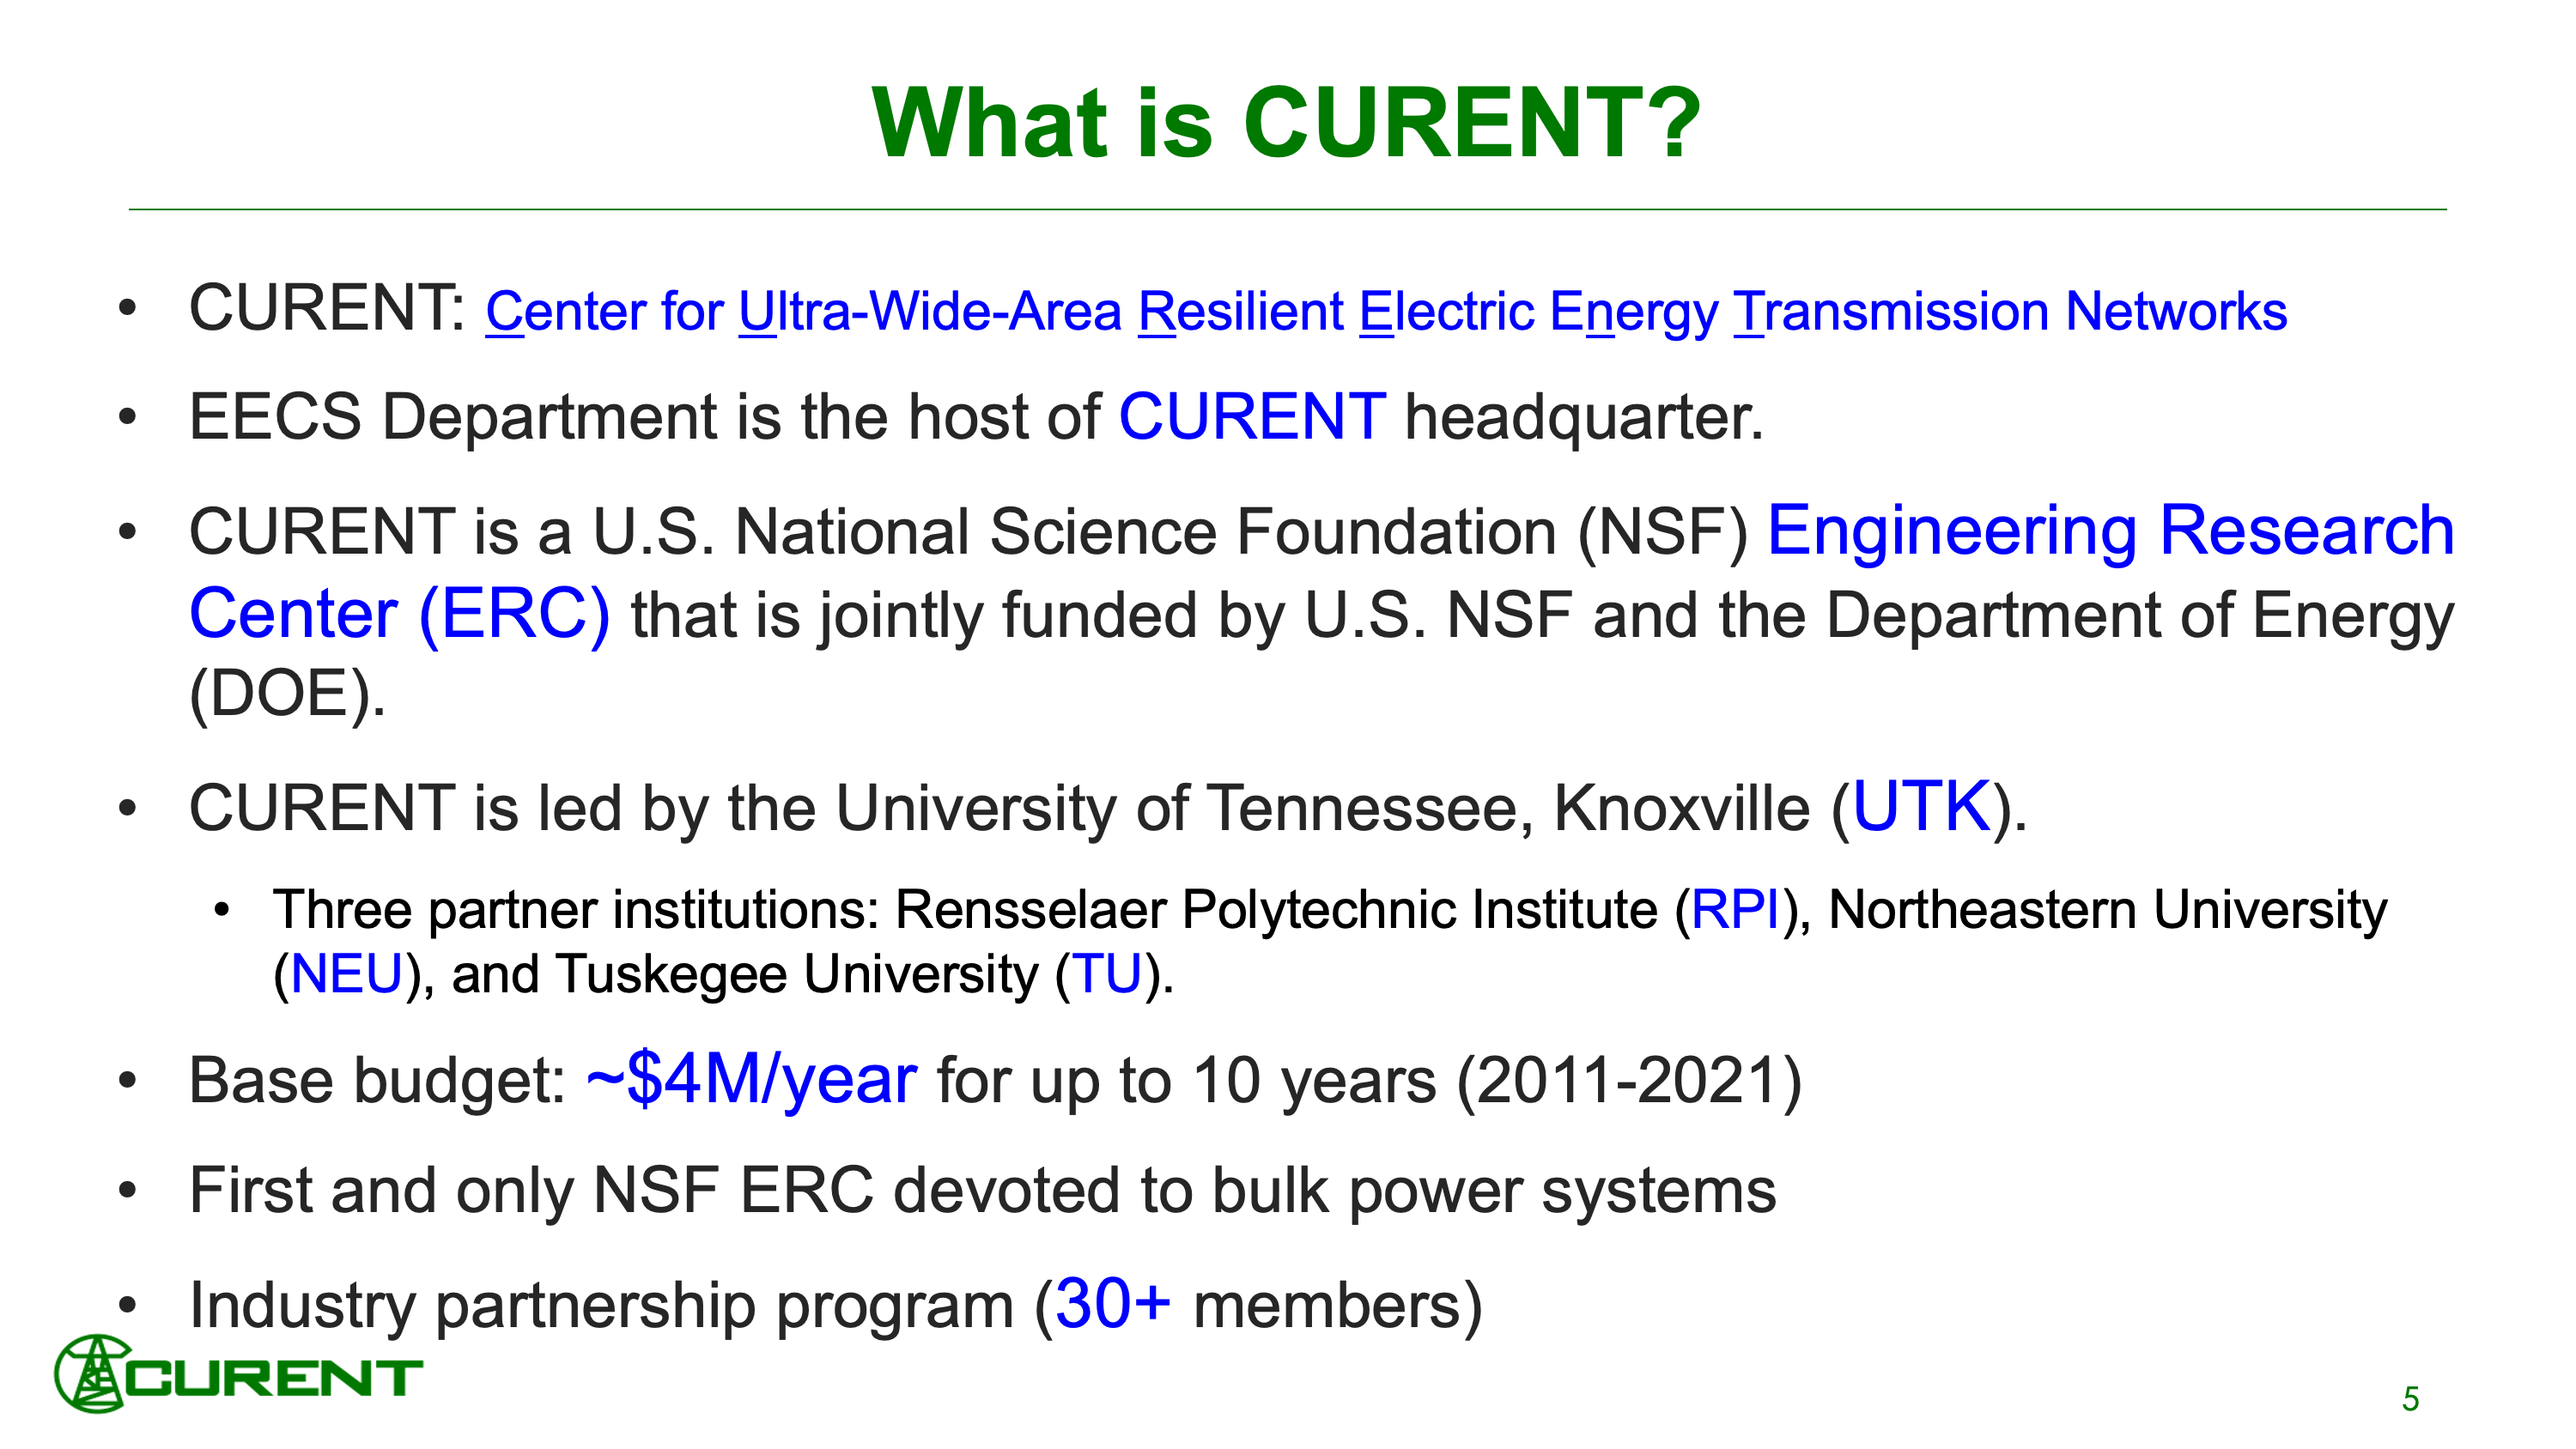 What is CURENT?
• CURENT: Center for Ultra-Wide-Area Resilient Electric Energy Transmission Networks
• EECS Department is the host of CURENT headquarter.
• CURENT is a U.S. National Science Foundation (NSF) Engineering Research
Center (ERC) that is jointly funded by U.S. NSF and the Department of Energy
(DOE).
• CURENT is led by the University of Tennessee, Knoxville (UTK).
• Three partner institutions: Rensselaer Polytechnic Institute (RPI), Northeastern University
(NEU), and Tuskegee University (TU).
• Base budget: ~$4M/year for up to 10 years (2011-2021)
• First and only NSF ERC devoted to bulk power systems
• Industry partnership program (30+ members)
CURENT
5